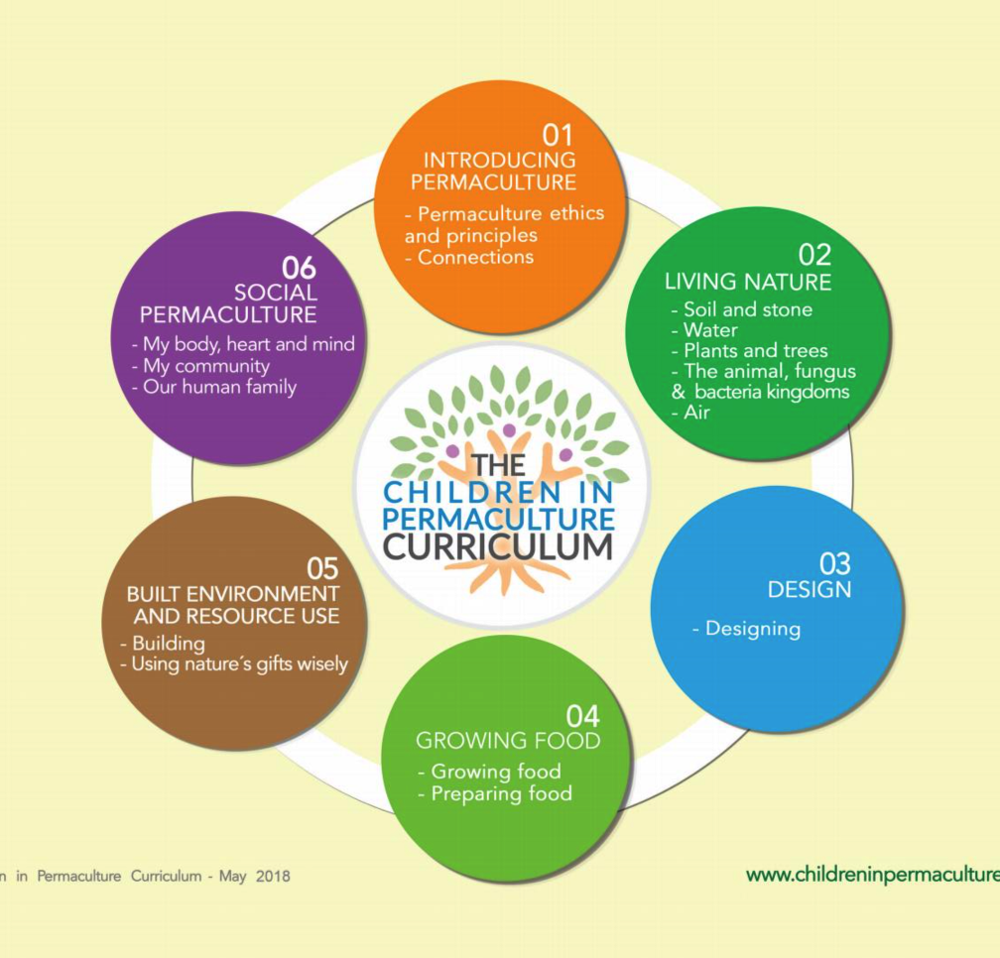 01
INTRODUCING
PERMACULTURE
- Permaculture ethics
and principles
- Connections
02
LIVING NATURE
- Soil and stone
- Water
- Plants and trees
- The animal, fungus
& bacteria kingdoms
- Air
03
DESIGN
- Designing
04
GROWING FOOD
- Growing food
- Preparing food
05
BUILT ENVIRONMENT
AND RESOURCE USE
- Building
- Using nature´s gifts wisely
06
SOCIAL
PERMACULTURE
- My body, heart and mind
- My community
- Our human family
THE
CHILDREN IN
PERMACULTURE
CURRICULUM
n in Permaculture Curriculum - May 2018
www.childreninpermaculture